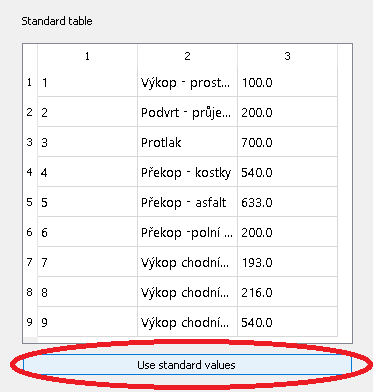 Standard table
1 2 3
1 1 Výkop - prost... 100.0
2 2 Podvrt - průje... 200.0
3 3 Protlak 700.0
4 4 Překop - kostky 540.0
5 5 Překop - asfalt 633.0
6 6 Překop -polní ... 200.0
7 7 Výkop chodní... 193.0
8 8 Výkop chodní... 216.0
9 9 Výkop chodní... 540.0
Use standard values